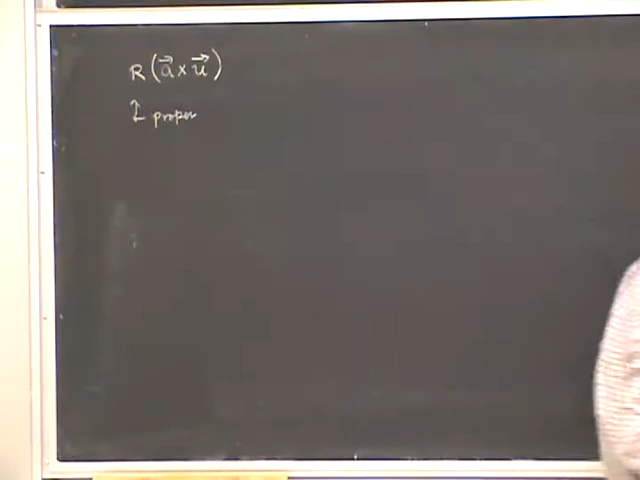 R(a⃗ × u⃗)
↑ proper